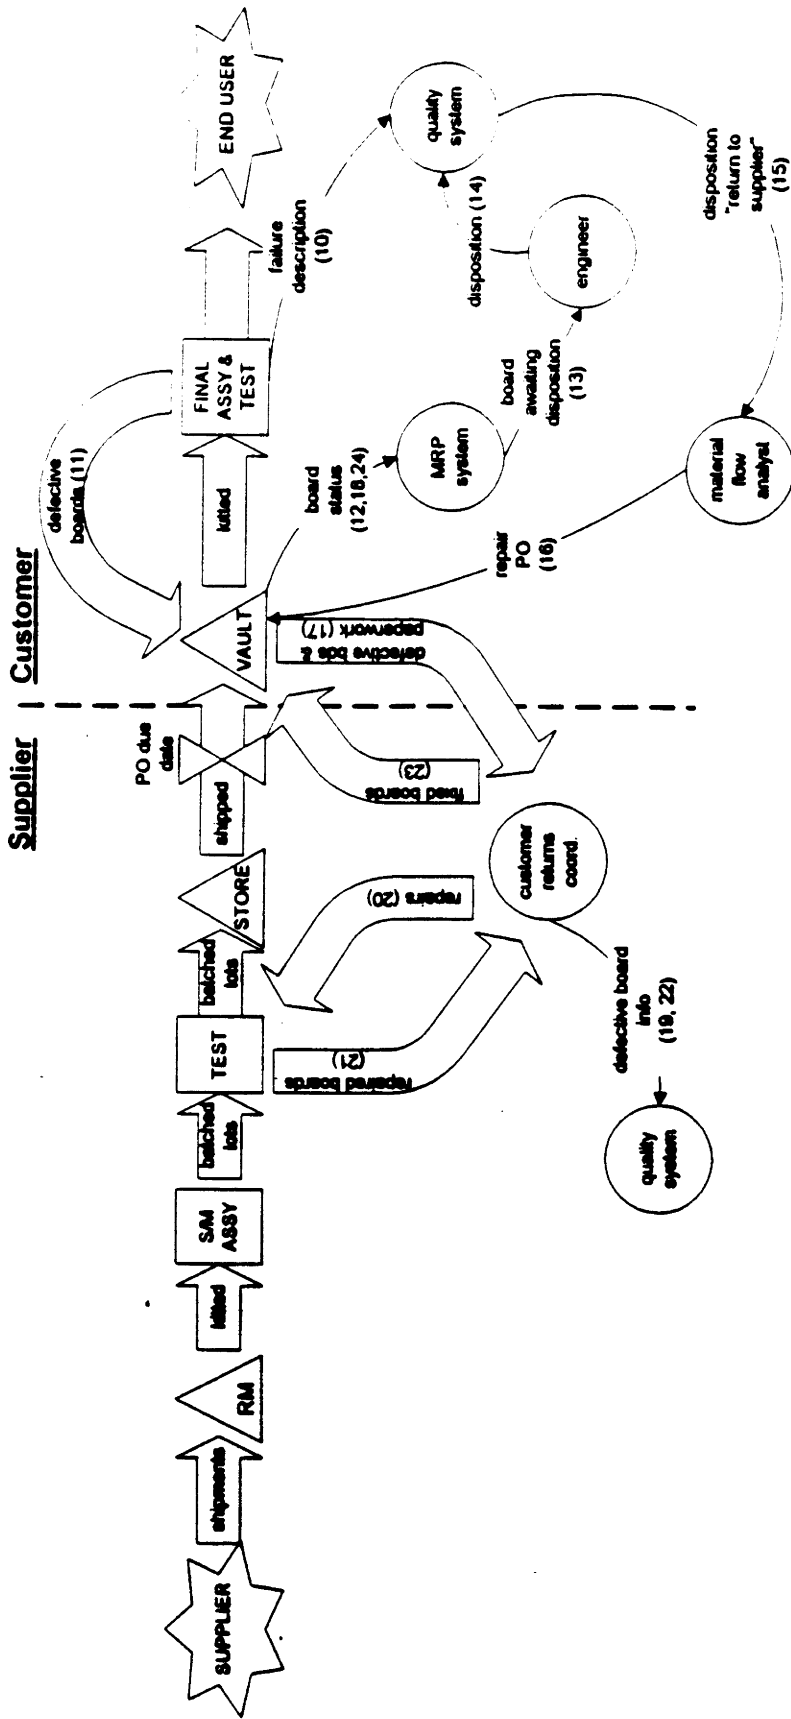 Supplier
Customer
SUPPLIER
shipments
RM
kitted
S/M
ASSY
batched
lots
TEST
batched
lots
STORE
shipped
PO due
date
VAULT
kitted
FINAL
ASSY &
TEST
END USER
defective
boards (11)
failure
description
(10)
quality
system
disposition (14)
engineer
board
awaiting
disposition
(13)
MRP
system
board
status
(12,18,24)
disposition
"return to
supplier"
(15)
material
flow
analyst
repair
PO
(16)
defective bds &
paperwork (17)
fixed boards
(23)
repairs (20)
repaired boards
(21)
customer
returns
coord.
defective board
info
(19, 22)
quality
system